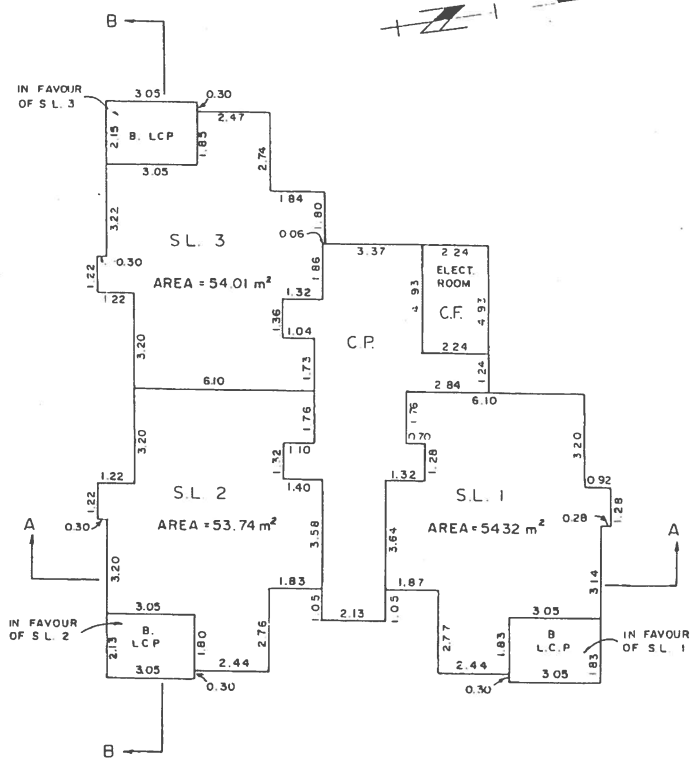 B
IN FAVOUR
OF S L. 3
3.05
0.30
2.47
2.15
B. LCP
1.85
3.05
2.74
1.84
3.22
1.80
S L. 3
0.06
3.37
2.24
0.30
1.22
AREA = 54.01 m²
1.86
ELECT.
ROOM
1.22
1.32
4.93
C.F.
4.93
1.36
1.04
C.P.
2.24
3.20
1.73
1.24
6.10
2.84
6.10
1.76
1.76
3.20
1.10
0.70
3.20
1.32
1.28
1.22
1.40
1.32
0.92
1.22
S.L. 2
S.L. 1
1.28
0.30
AREA = 53.74 m²
AREA = 5432 m²
0.28
A
A
3.58
3.64
3.20
3.14
1.83
1.87
3.05
1.05
2.13
1.05
3.05
IN FAVOUR
OF S.L. 2
B.
LCP
2.13
1.80
2.76
2.77
1.83
B
L.C.P
1.83
IN FAVOUR
OF S.L. 1
3.05
2.44
0.30
2.44
0.30
3.05
B